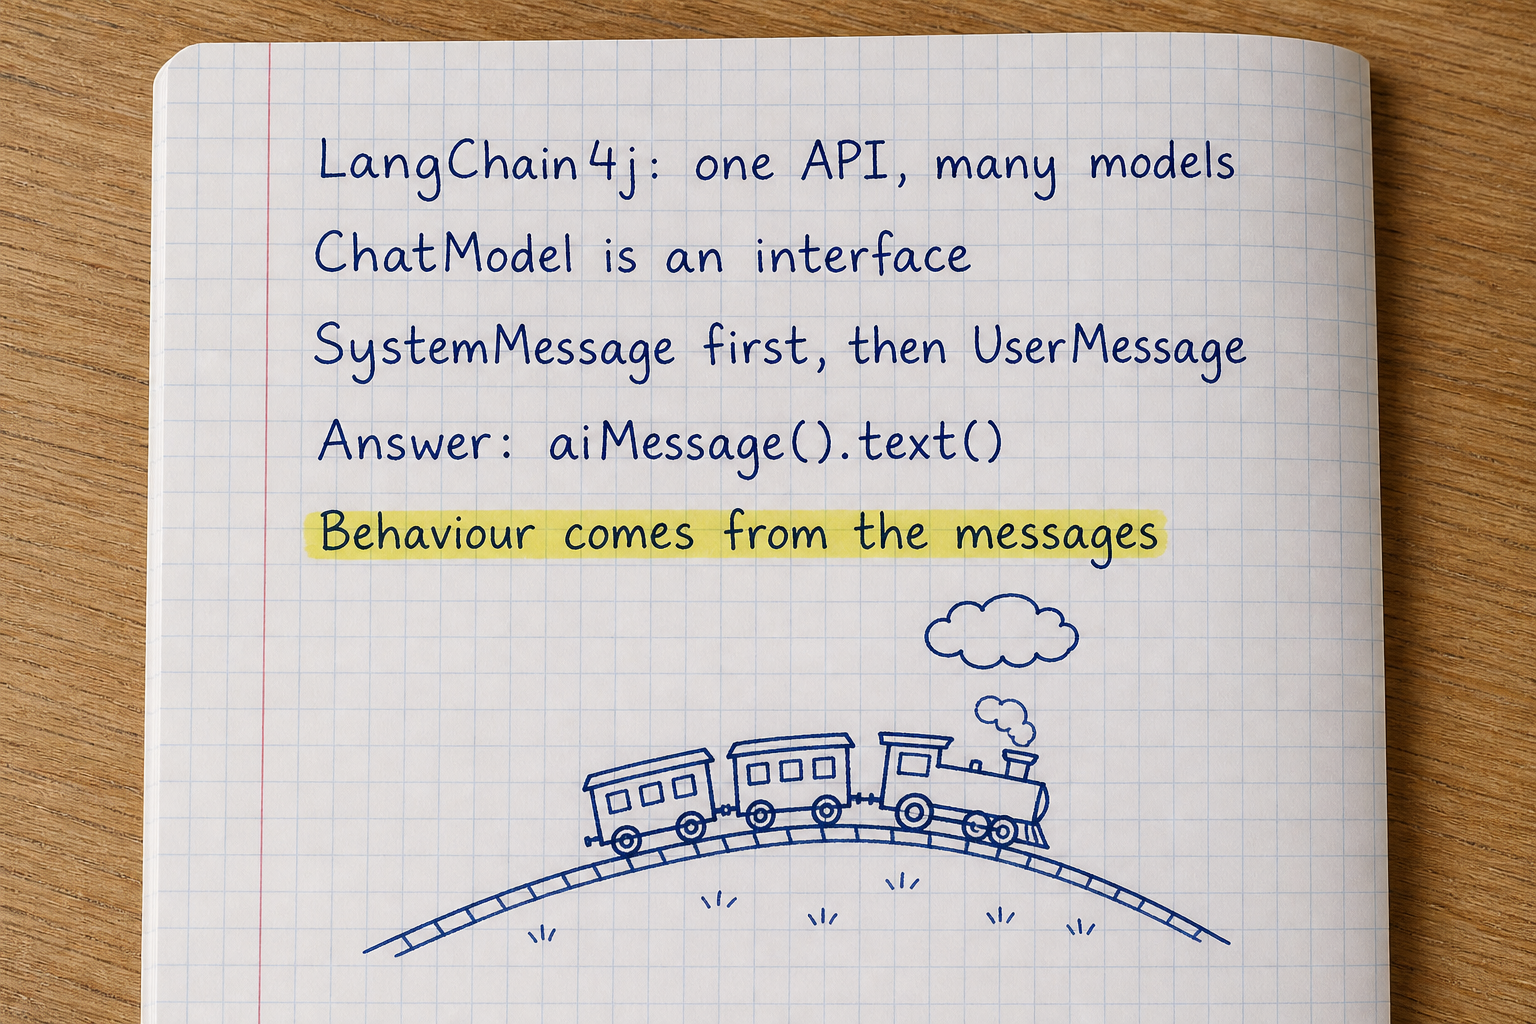 LangChain4j: one API, many models
ChatModel is an interface
SystemMessage first, then UserMessage
Answer: aiMessage().text()
Behaviour comes from the messages